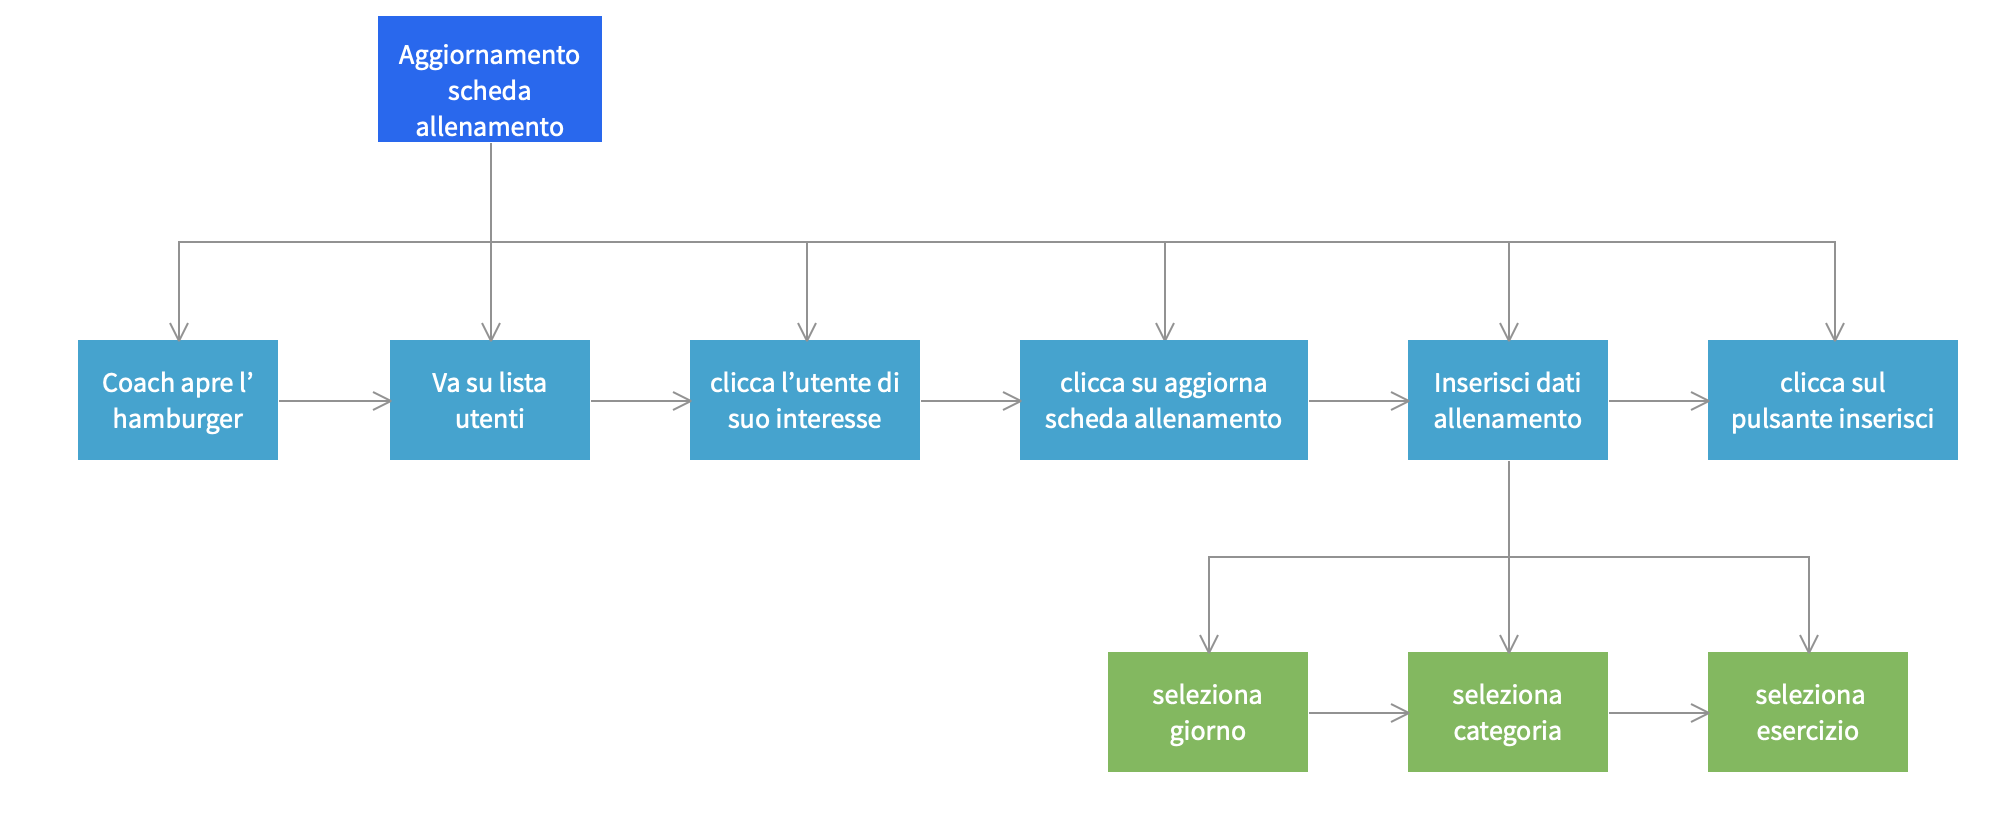 Aggiornamento
scheda
allenamento
Coach apre l’
hamburger
Va su lista
utenti
clicca l’utente di
suo interesse
clicca su aggiorna
scheda allenamento
Inserisci dati
allenamento
clicca sul
pulsante inserisci
seleziona
giorno
seleziona
categoria
seleziona
esercizio